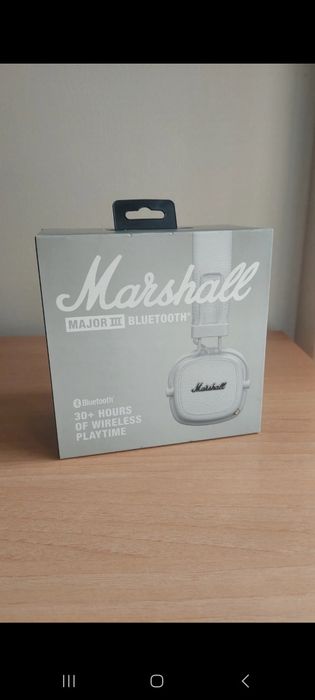 Marshall
MAJOR III BLUETOOTH®
Marshall
Bluetooth®
30+ HOURS
OF WIRELESS
PLAYTIME